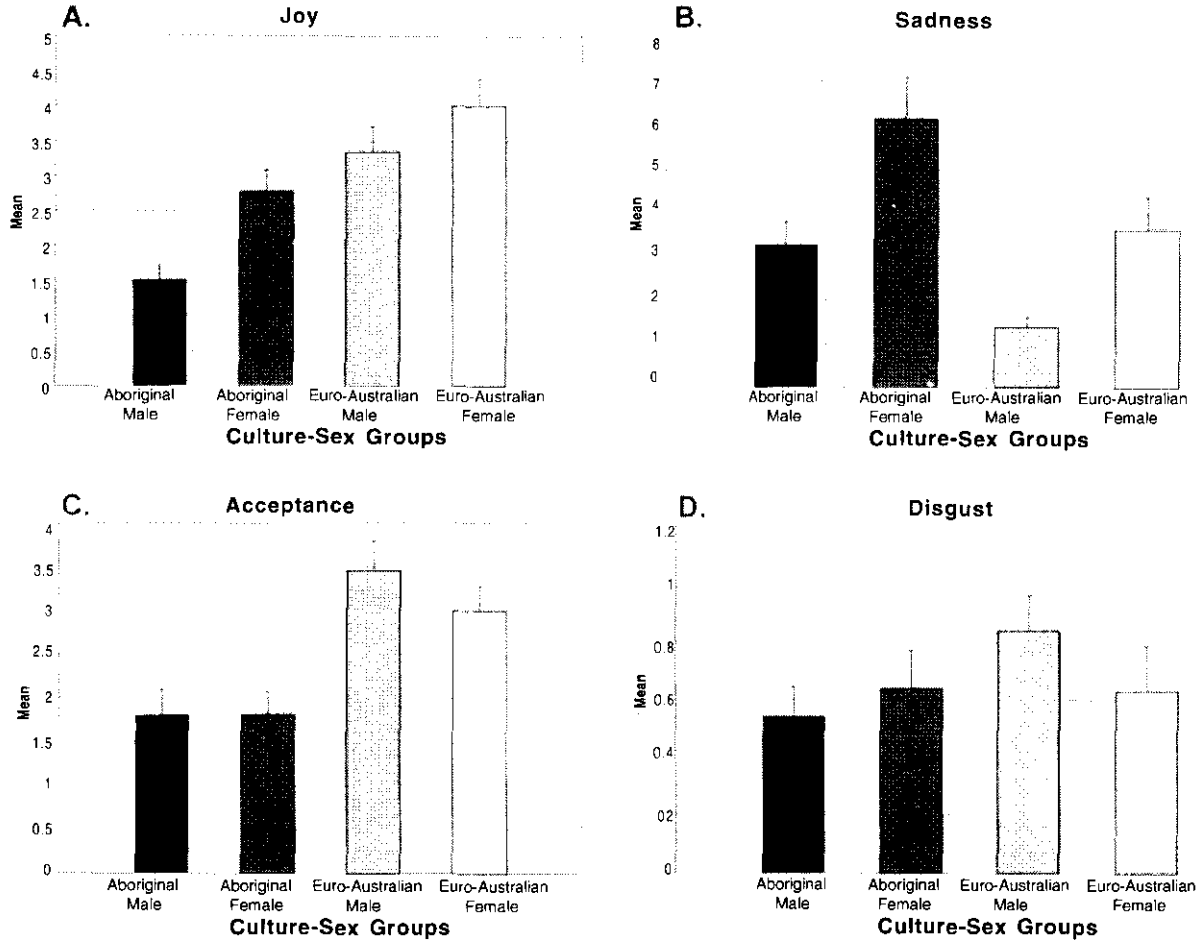 A.
Joy
5
4.5
4
3.5
3
2.5
2
1.5
1
0.5
0
Mean
Aboriginal Male
Aboriginal Female
Euro-Australian Male
Euro-Australian Female
Culture-Sex Groups
B.
Sadness
8
7
6
5
4
3
2
1
0
Mean
Aboriginal Male
Aboriginal Female
Euro-Australian Male
Euro-Australian Female
Culture-Sex Groups
C.
Acceptance
4
3.5
3
2.5
2
1.5
1
0.5
0
Mean
Aboriginal Male
Aboriginal Female
Euro-Australian Male
Euro-Australian Female
Culture-Sex Groups
D.
Disgust
1.2
1
0.8
0.6
0.4
02
0
Mean
Aboriginal Male
Aboriginal Female
Euro-Australian Male
Euro-Australian Female
Culture-Sex Groups